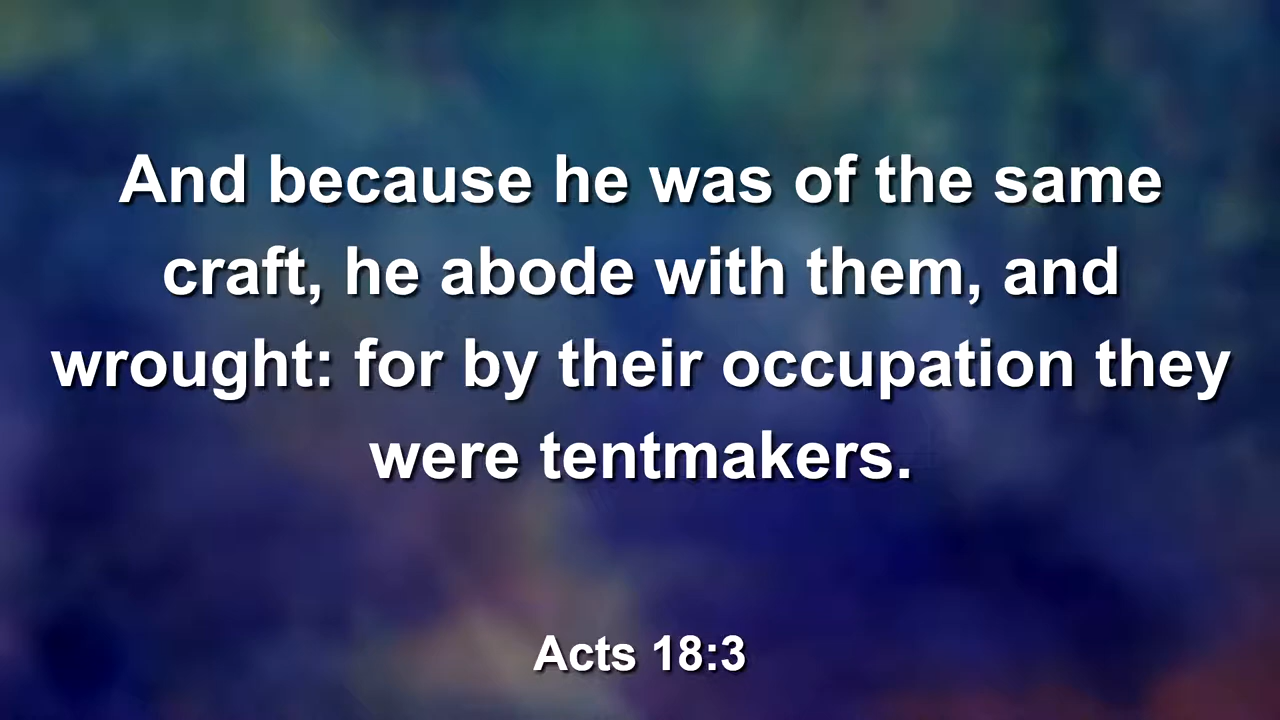 And because he was of the same
craft, he abode with them, and
wrought: for by their occupation they
were tentmakers.
Acts 18:3